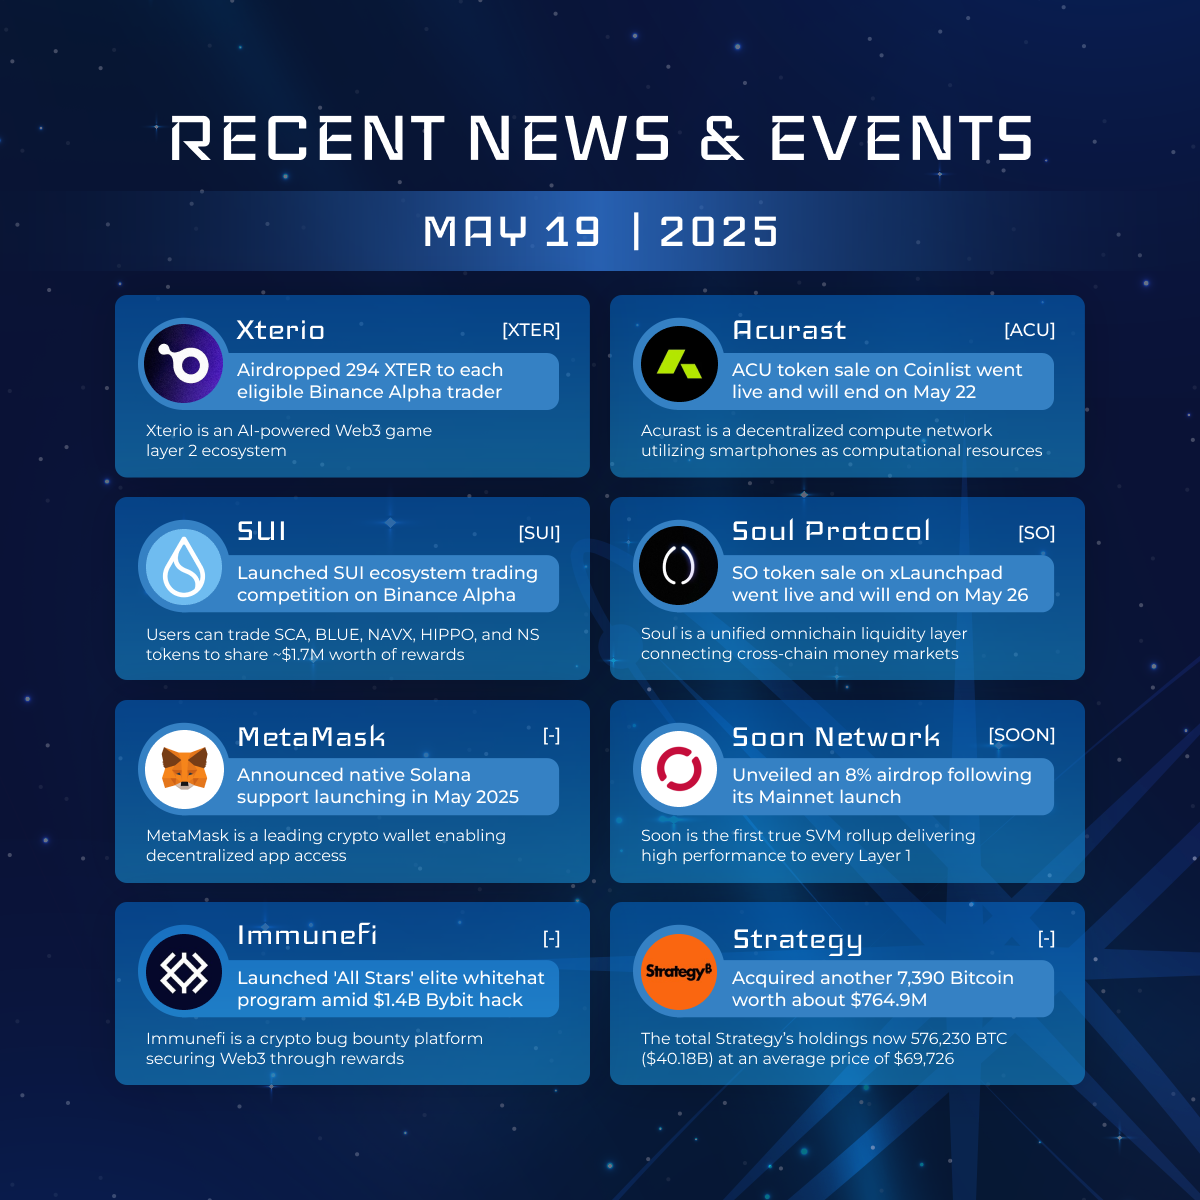 RECENT NEWS & EVENTS
MAY 19 | 2025
Xterio
[XTER]
Airdropped 294 XTER to each
eligible Binance Alpha trader
Xterio is an AI-powered Web3 game
layer 2 ecosystem
Acurast
[ACU]
ACU token sale on Coinlist went
live and will end on May 22
Acurast is a decentralized compute network
utilizing smartphones as computational resources
SUI
[SUI]
Launched SUI ecosystem trading
competition on Binance Alpha
Users can trade SCA, BLUE, NAVX, HIPPO, and NS
tokens to share ~$1.7M worth of rewards
Soul Protocol
[SO]
SO token sale on xLaunchpad
went live and will end on May 26
Soul is a unified omnichain liquidity layer
connecting cross-chain money markets
MetaMask
[-]
Announced native Solana
support launching in May 2025
MetaMask is a leading crypto wallet enabling
decentralized app access
Soon Network
[SOON]
Unveiled an 8% airdrop following
its Mainnet launch
Soon is the first true SVM rollup delivering
high performance to every Layer 1
Immunefi
[-]
Launched 'All Stars' elite whitehat
program amid $1.4B Bybit hack
Immunefi is a crypto bug bounty platform
securing Web3 through rewards
Strategy
[-]
StrategyB
Acquired another 7,390 Bitcoin
worth about $764.9M
The total Strategy’s holdings now 576,230 BTC
($40.18B) at an average price of $69,726